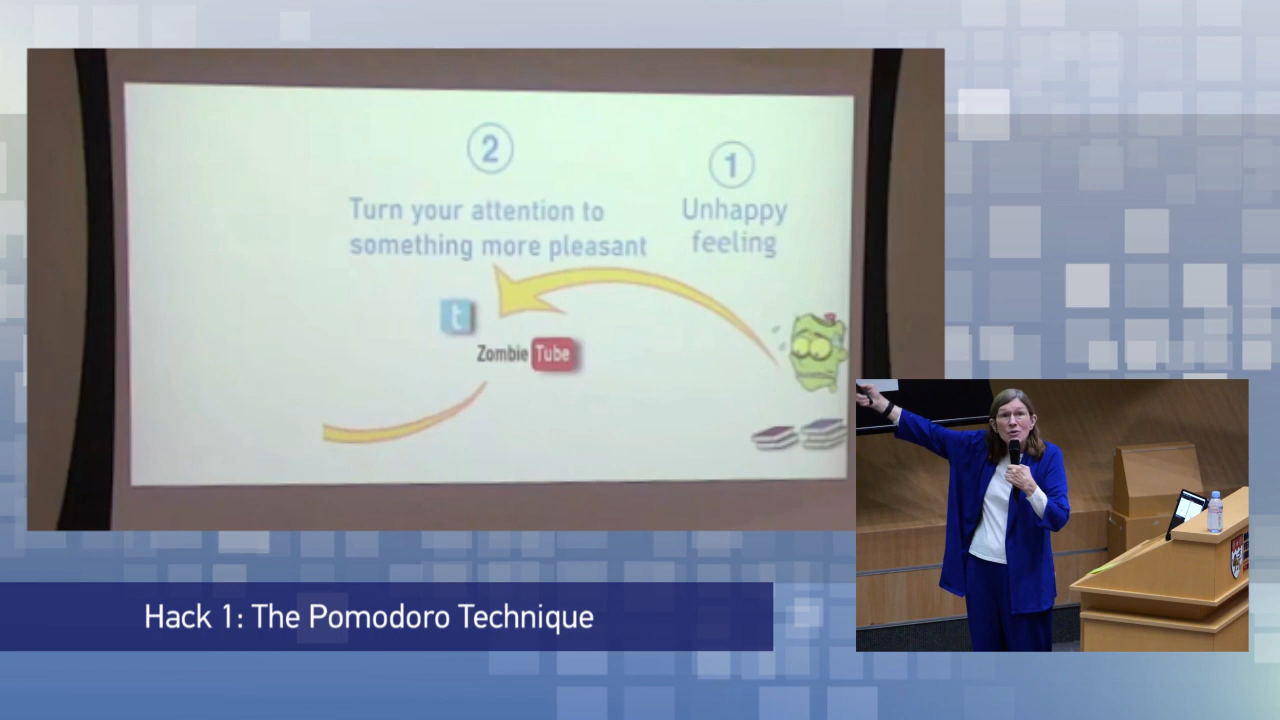 2
1
Turn your attention to
something more pleasant
Unhappy
feeling
t
Zombie Tube
Hack 1: The Pomodoro Technique